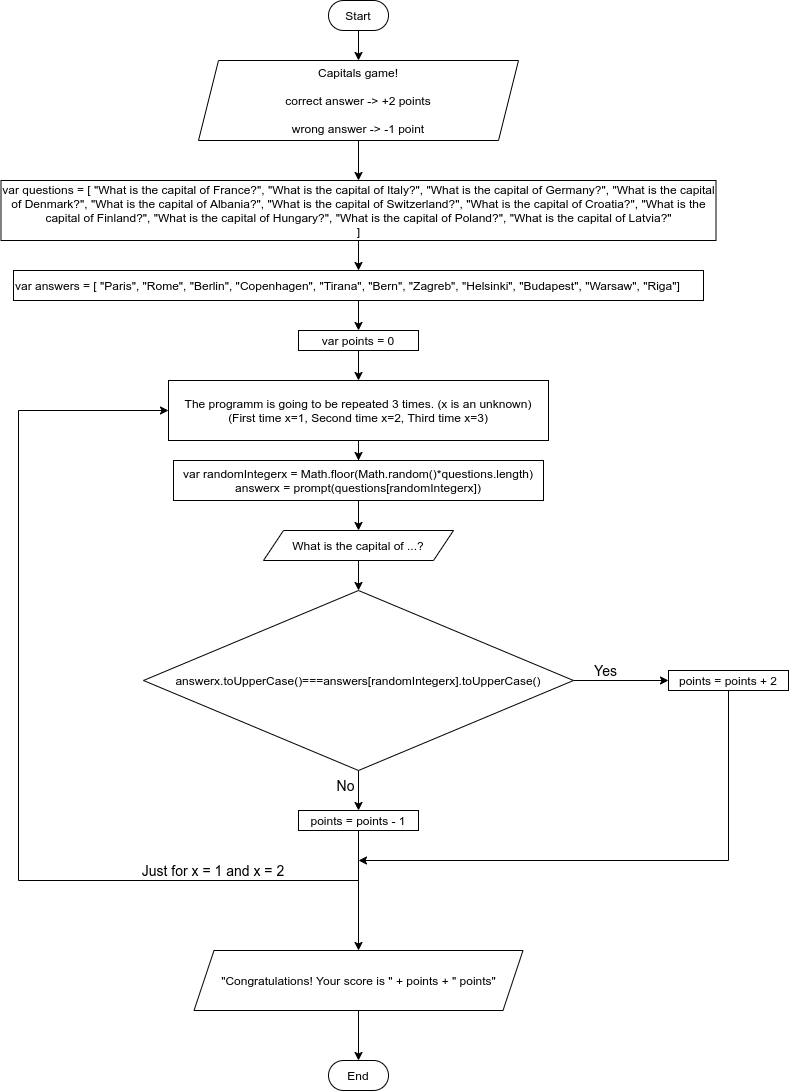 Start
Capitals game!
correct answer -> +2 points
wrong answer -> -1 point
var questions = [ "What is the capital of France?", "What is the capital of Italy?", "What is the capital of Germany?", "What is the capital
of Denmark?", "What is the capital of Albania?", "What is the capital of Switzerland?", "What is the capital of Croatia?", "What is the
capital of Finland?", "What is the capital of Hungary?", "What is the capital of Poland?", "What is the capital of Latvia?"
]
var answers = [ "Paris", "Rome", "Berlin", "Copenhagen", "Tirana", "Bern", "Zagreb", "Helsinki", "Budapest", "Warsaw", "Riga"]
var points = 0
The programm is going to be repeated 3 times. (x is an unknown)
(First time x=1, Second time x=2, Third time x=3)
var randomIntegerx = Math.floor(Math.random()*questions.length)
answerx = prompt(questions[randomIntegerx])
What is the capital of ...?
answerx.toUpperCase()===answers[randomIntegerx].toUpperCase()
Yes
points = points + 2
No
points = points - 1
Just for x = 1 and x = 2
"Congratulations! Your score is " + points + " points"
End